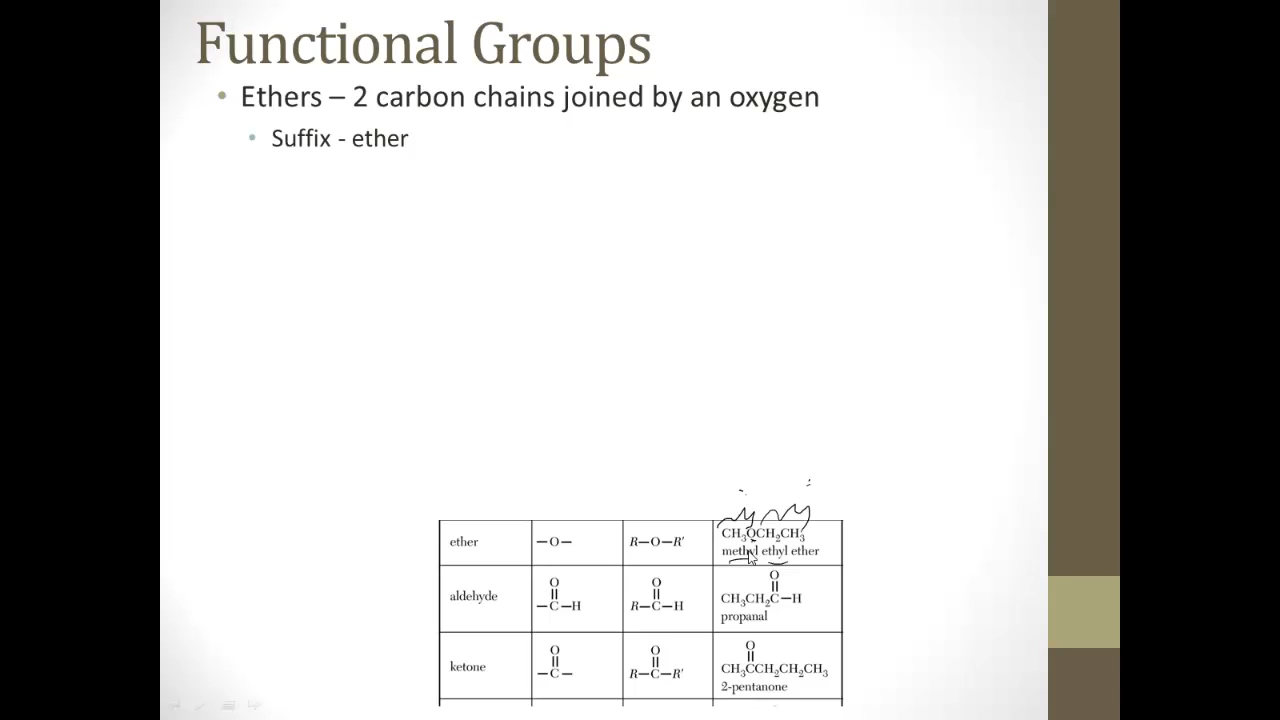 Functional Groups
• Ethers – 2 carbon chains joined by an oxygen
• Suffix - ether
ether
—O—
R—O—R′
CH₃OCH₂CH₃
methyl ethyl ether
aldehyde
O
||
—C—H
O
||
R—C—H
O
||
CH₃CH₂C—H
propanal
ketone
O
||
—C—
O
||
R—C—R′
O
||
CH₃CCH₂CH₂CH₃
2-pentanone